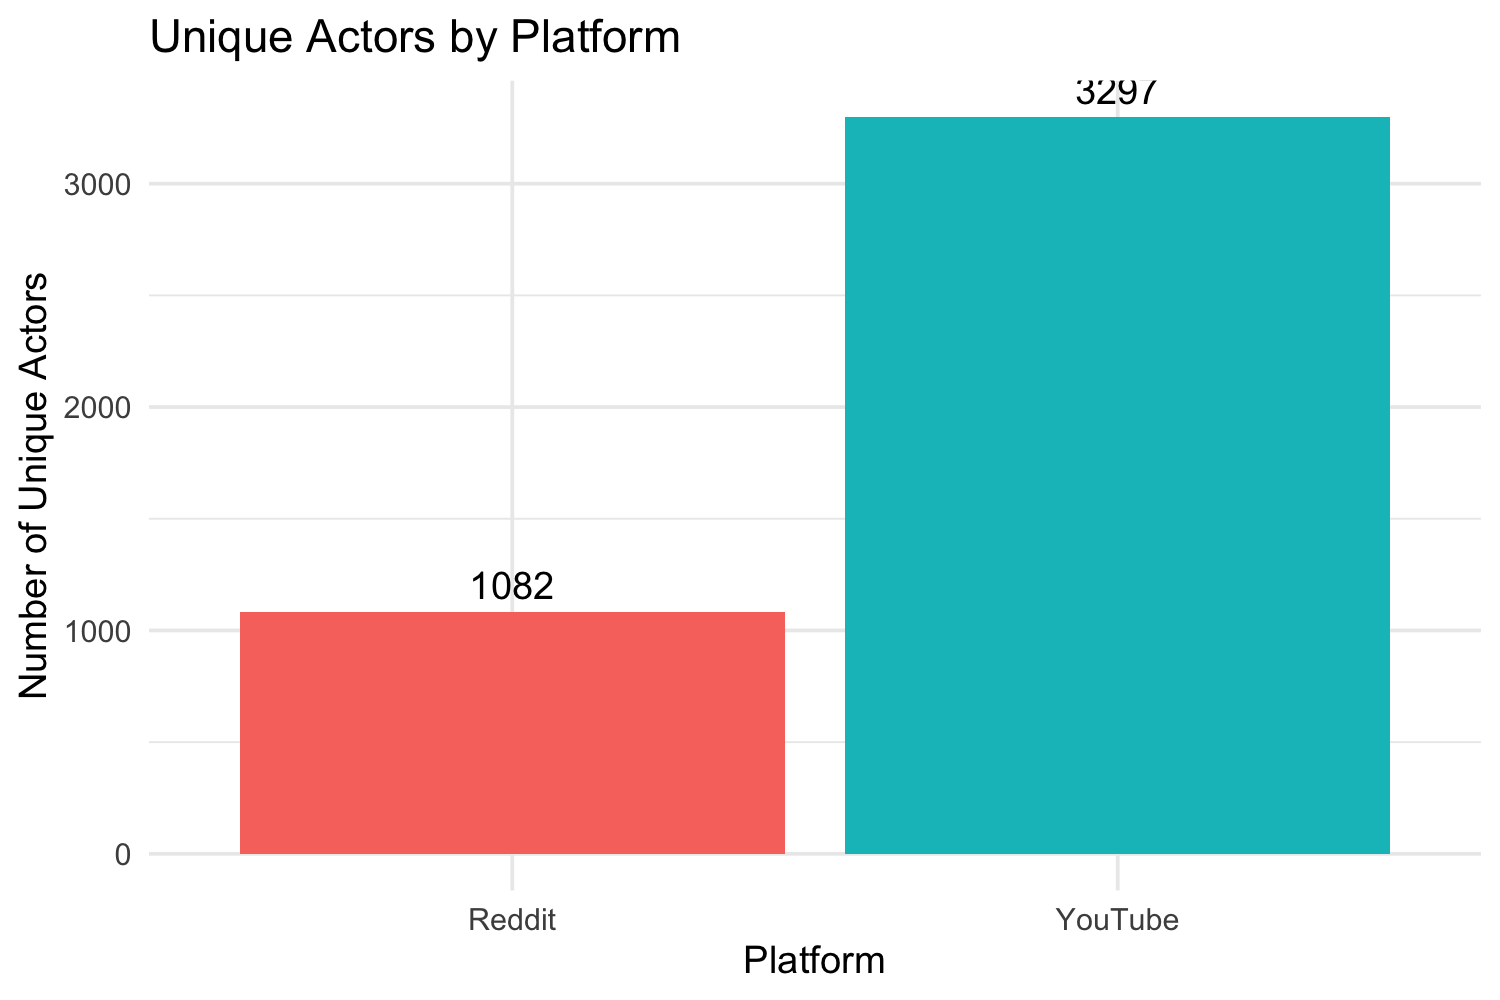 Unique Actors by Platform
3297
3000
2000
1082
1000
0
Number of Unique Actors
Reddit
YouTube
Platform